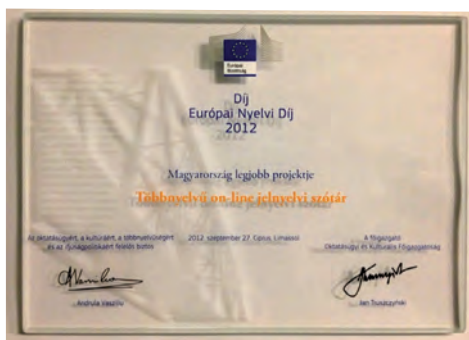 Európai
Bizottság
Díj
Európai Nyelvi Díj
2012
Magyarország legjobb projektje
Többnyelvű on-line jelnyelvi szótár
Az oktatásügyért, a kultúráért, a többnyelvűségért
és az ifjúságpolitikáért felelős biztos
2012. szeptember 27. Ciprus, Limassol
A főigazgató
Oktatásügyi és Kulturális Főigazgatóság
Androula Vassiliou
Jan Truszczyński